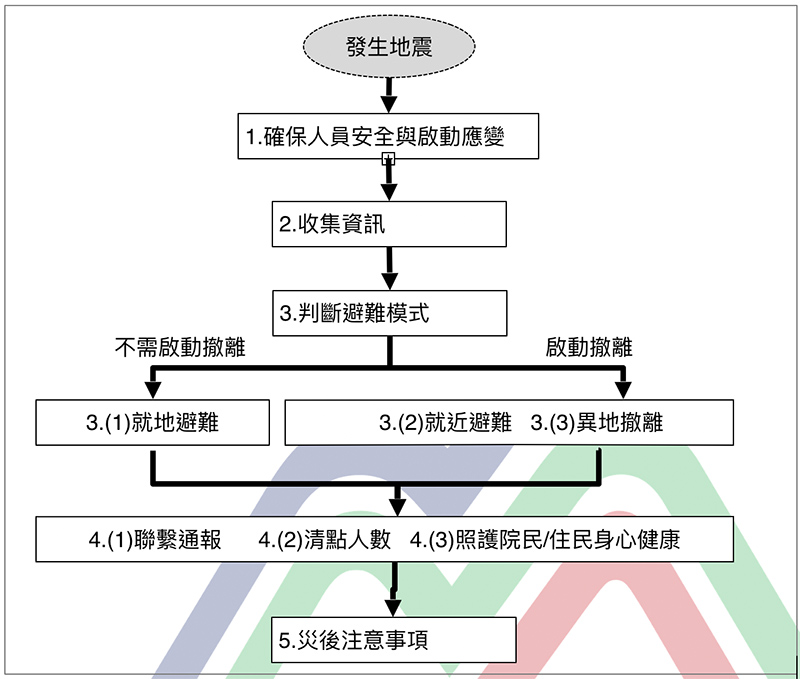 發生地震
1.確保人員安全與啟動應變
2.收集資訊
3.判斷避難模式
不需啟動撤離
啟動撤離
3.(1)就地避難
3.(2)就近避難 3.(3)異地撤離
4.(1)聯繫通報 4.(2)清點人數 4.(3)照護院民/住民身心健康
5.災後注意事項